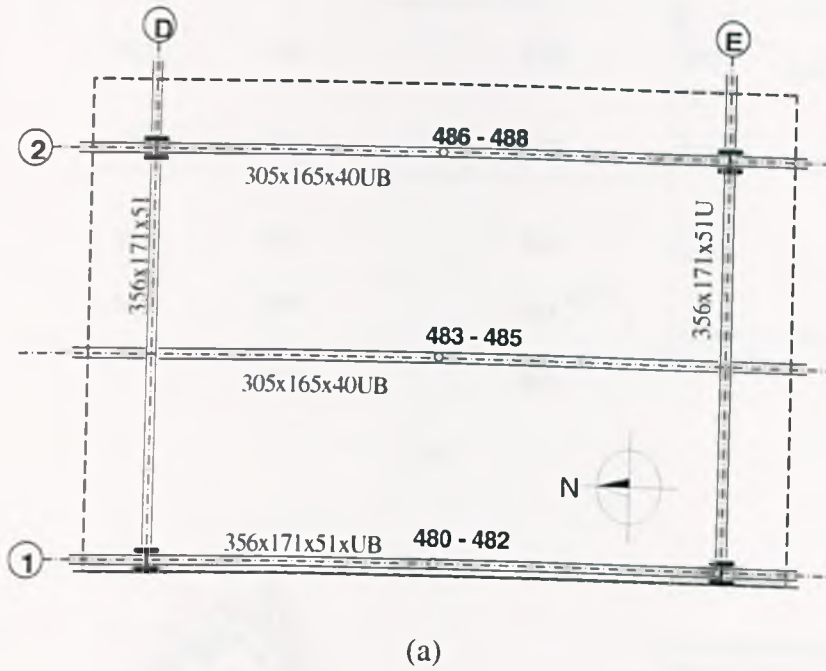 D
E
2
486 - 488
305x165x40UB
356x171x51
356x171x51U
483 - 485
305x165x40UB
N
1
356x171x51xUB
480 - 482
(a)